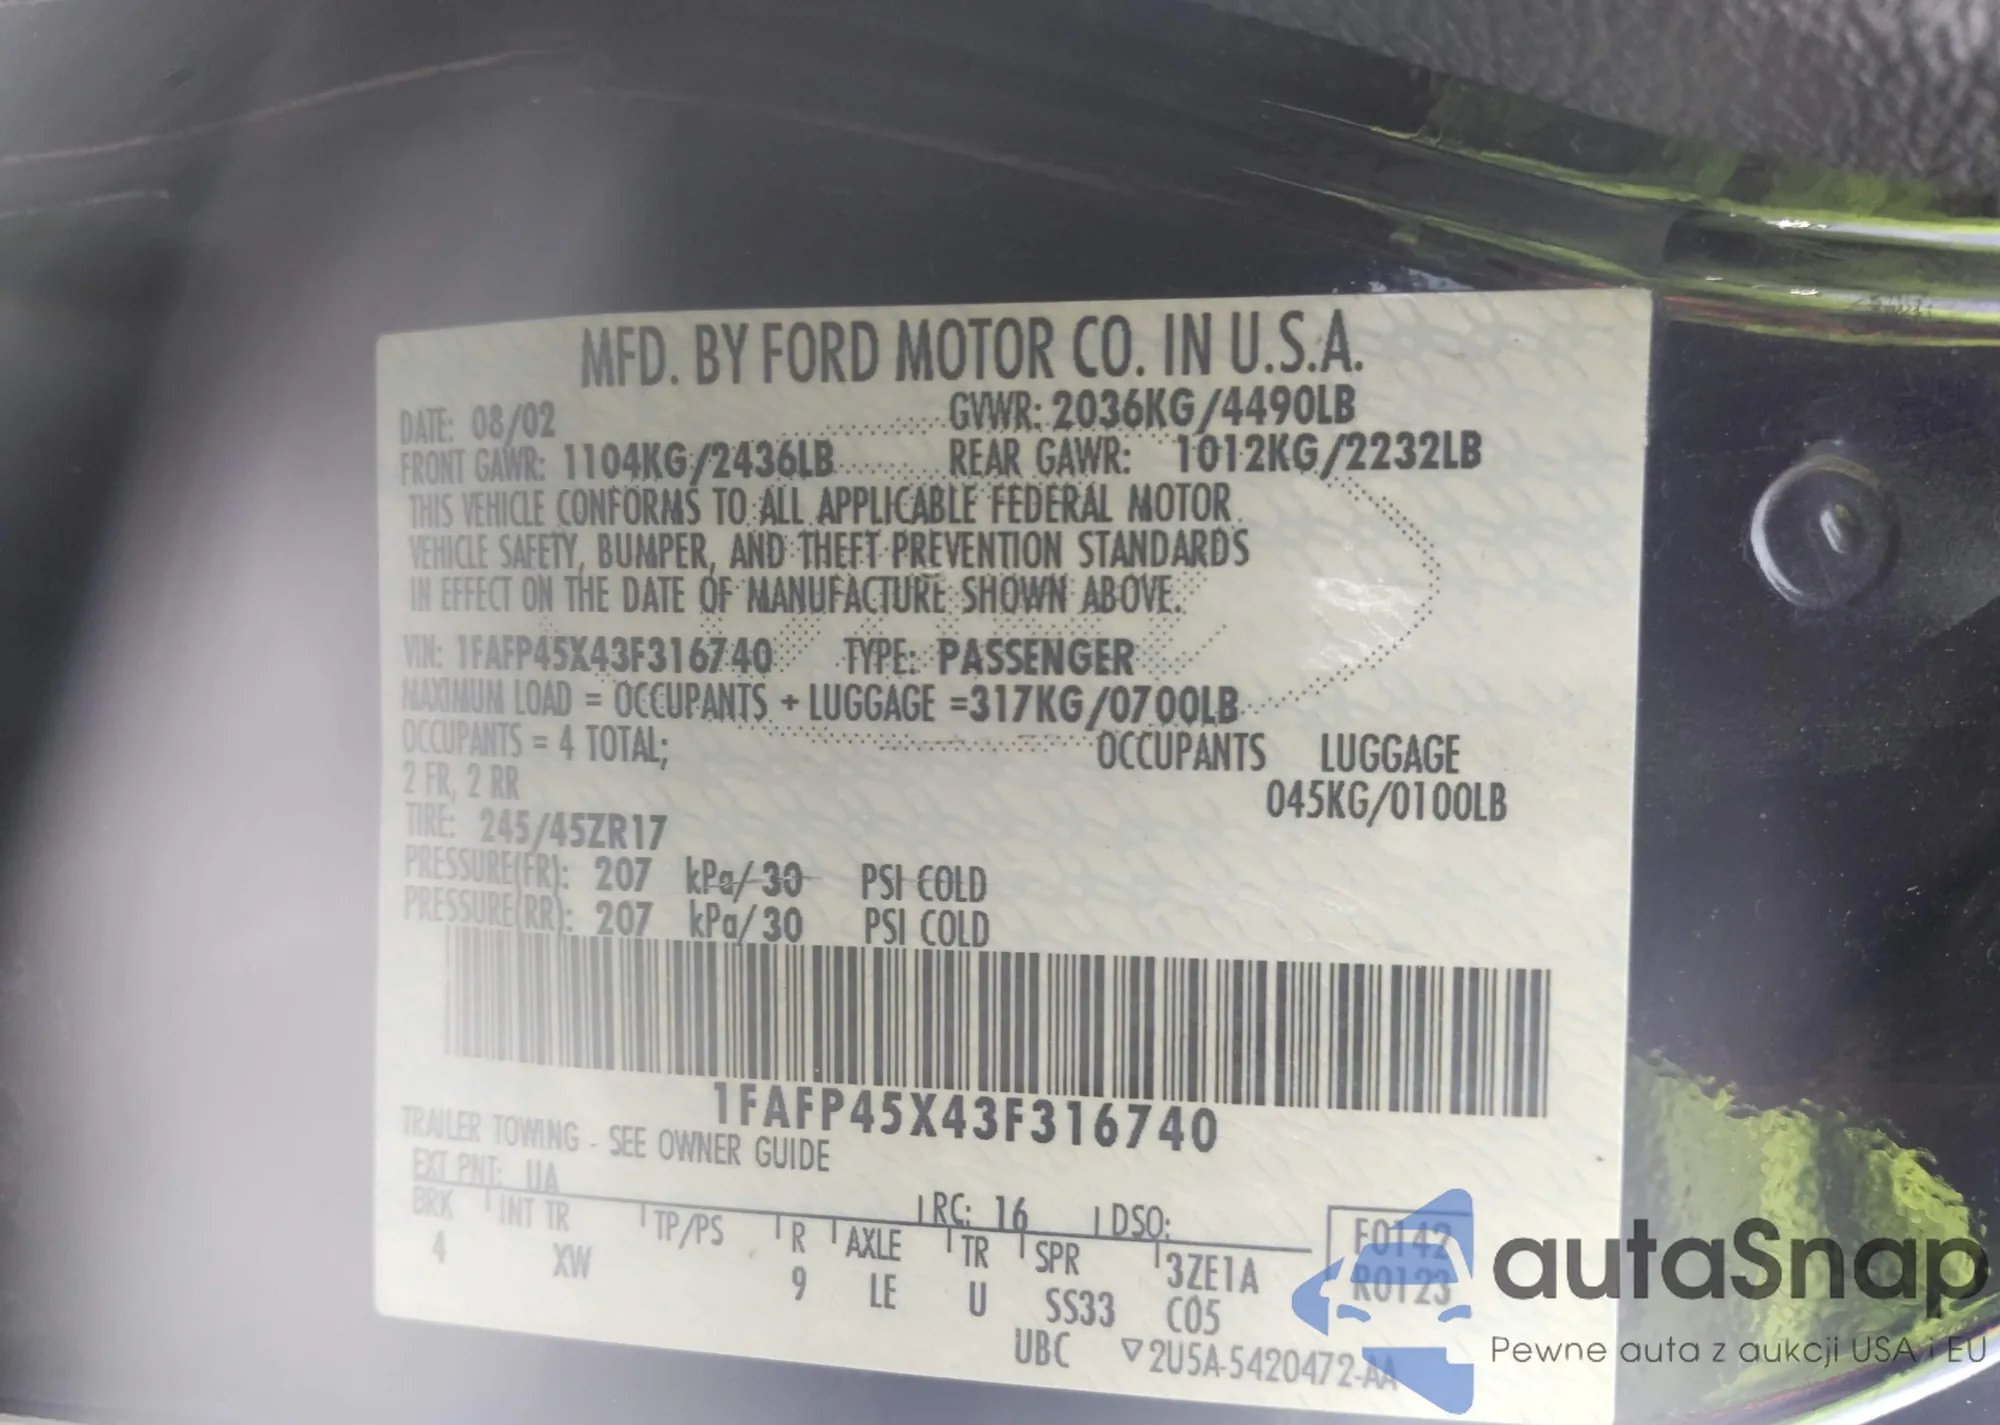 MFD. BY FORD MOTOR CO. IN U.S.A.
DATE: 08/02 GVWR: 2036KG/4490LB
FRONT GAWR: 1104KG/2436LB REAR GAWR: 1012KG/2232LB
THIS VEHICLE CONFORMS TO ALL APPLICABLE FEDERAL MOTOR
VEHICLE SAFETY, BUMPER, AND THEFT PREVENTION STANDARDS
IN EFFECT ON THE DATE OF MANUFACTURE SHOWN ABOVE.
VIN: 1FAFP45X43F316740 TYPE: PASSENGER
MAXIMUM LOAD = OCCUPANTS + LUGGAGE =317KG/0700LB
OCCUPANTS = 4 TOTAL; OCCUPANTS LUGGAGE
2 FR, 2 RR 045KG/0100LB
TIRE: 245/45ZR17
PRESSURE(FR): 207 kPa/30 PSI COLD
PRESSURE(RR): 207 kPa/30 PSI COLD
1FAFP45X43F316740
TRAILER TOWING - SEE OWNER GUIDE
EXT PNT: UA RC: 16 DSO:
BRK INT TR TP/PS R AXLE TR SPR 3ZE1A F0142
4 XW 9 LE U SS33 C05 R0123
UBC ▽2U5A-5420472-AA
autaSnap
Pewne auta z aukcji USA i EU